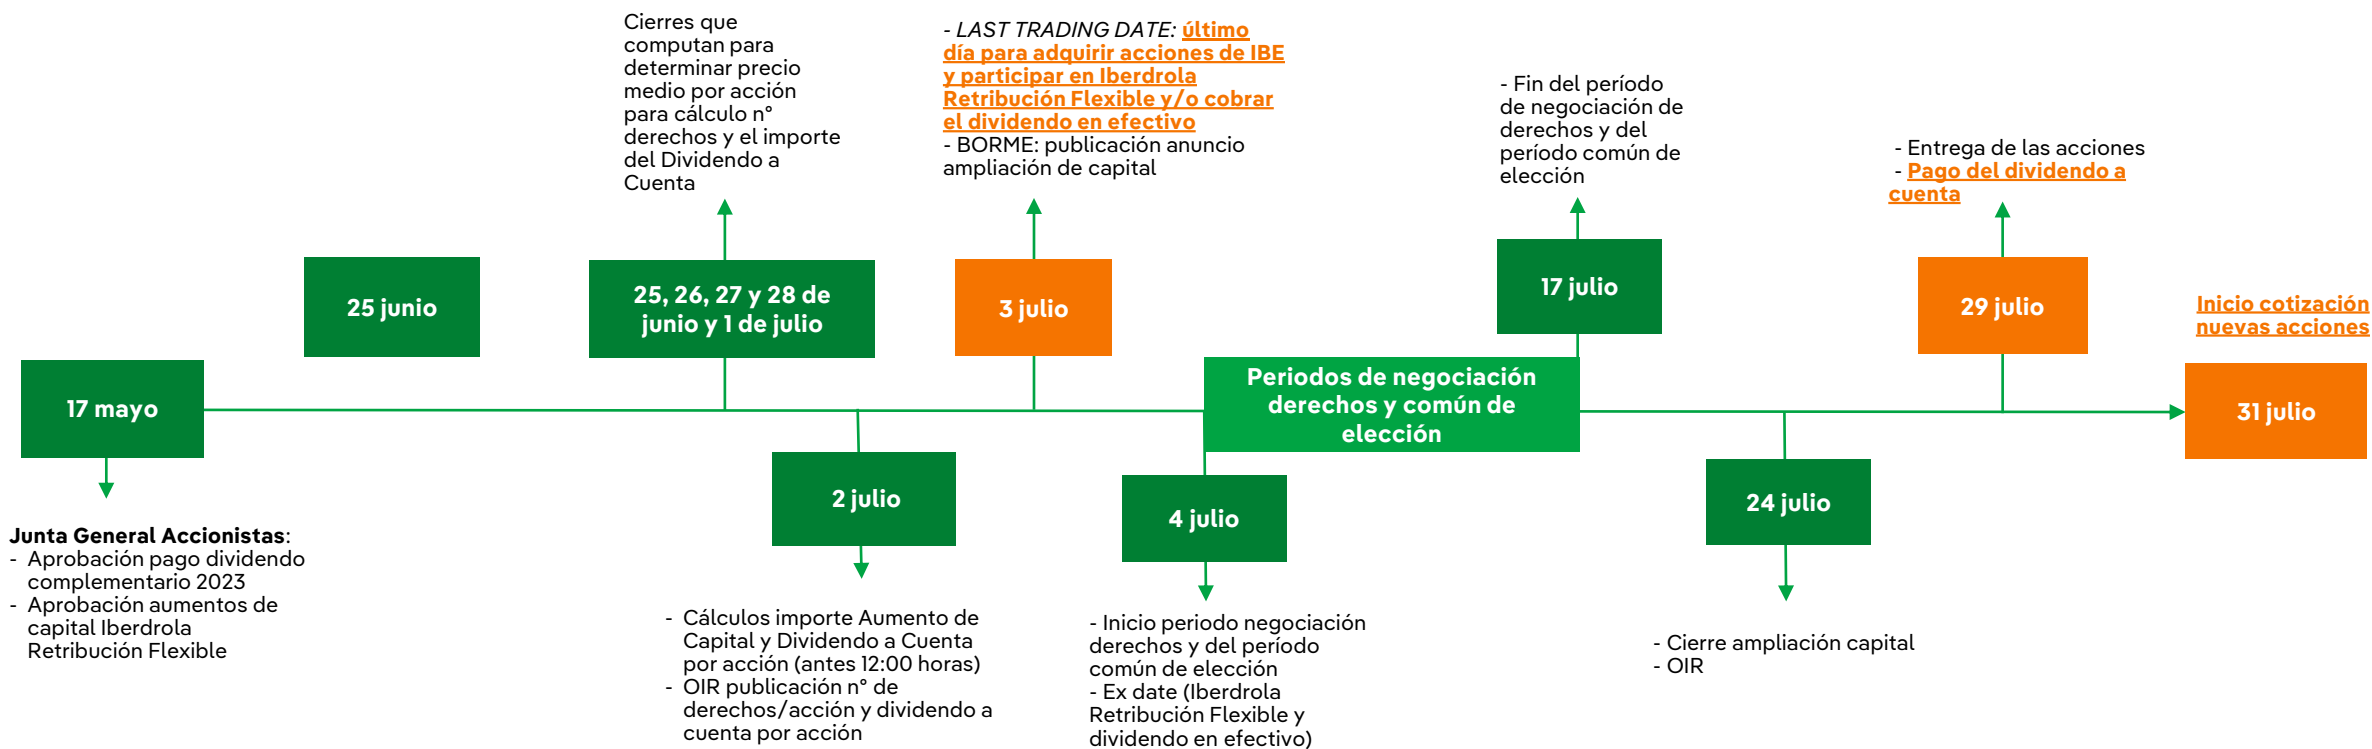 Cierres que
computan para
determinar precio
medio por acción
para cálculo n°
derechos y el importe
del Dividendo a
Cuenta
- LAST TRADING DATE: último
día para adquirir acciones de IBE
y participar en Iberdrola
Retribución Flexible y/o cobrar
el dividendo en efectivo
- BORME: publicación anuncio
ampliación de capital
- Fin del período
de negociación de
derechos y del
período común de
elección
- Entrega de las acciones
- Pago del dividendo a
cuenta
25 junio
25, 26, 27 y 28 de
junio y 1 de julio
3 julio
17 julio
29 julio
Inicio cotización
nuevas acciones
17 mayo
Periodos de negociación
derechos y común de
elección
31 julio
2 julio
4 julio
24 julio
Junta General Accionistas:
- Aprobación pago dividendo
complementario 2023
- Aprobación aumentos de
capital Iberdrola
Retribución Flexible
- Cálculos importe Aumento de
Capital y Dividendo a Cuenta
por acción (antes 12:00 horas)
- OIR publicación n° de
derechos/acción y dividendo a
cuenta por acción
- Inicio periodo negociación
derechos y del período
común de elección
- Ex date (Iberdrola
Retribución Flexible y
dividendo en efectivo)
- Cierre ampliación capital
- OIR